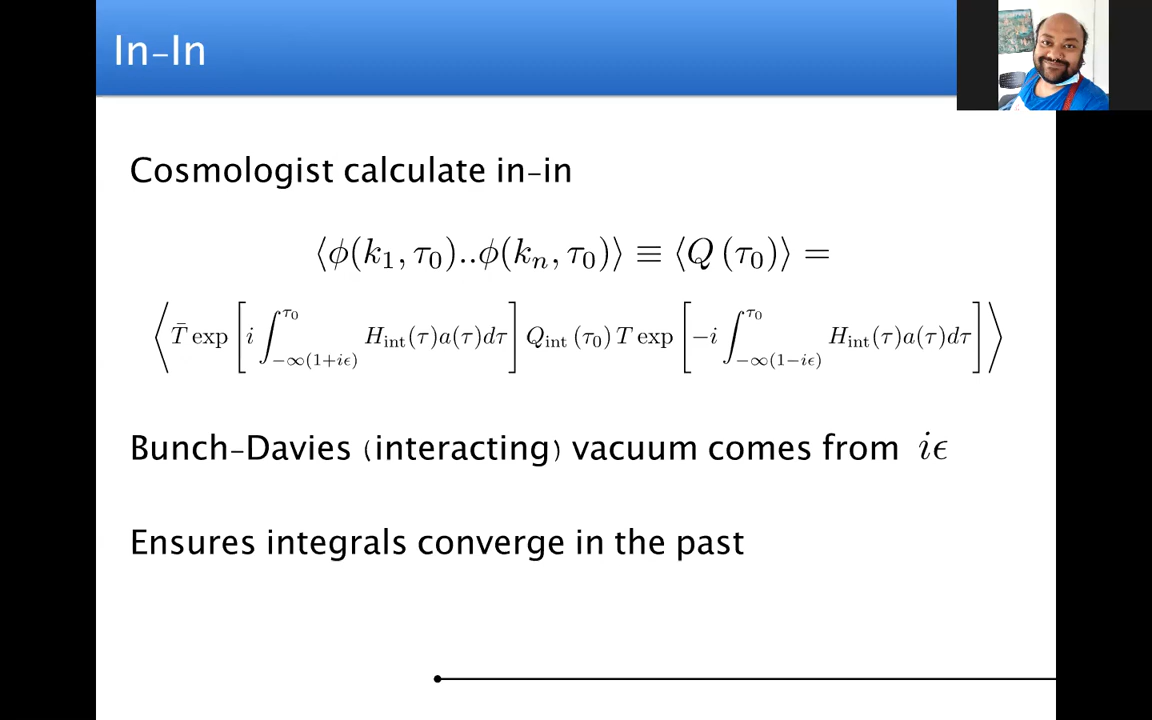 In-In
Cosmologist calculate in-in
⟨ϕ(k₁, τ₀)..ϕ(kₙ, τ₀)⟩ ≡ ⟨Q (τ₀)⟩ =
⟨T̄ exp [i ∫_{-∞(1+iϵ)}^{τ₀} H_int(τ)a(τ)dτ] Q_int (τ₀) T exp [-i ∫_{-∞(1-iϵ)}^{τ₀} H_int(τ)a(τ)dτ]⟩
Bunch-Davies (interacting) vacuum comes from iϵ
Ensures integrals converge in the past